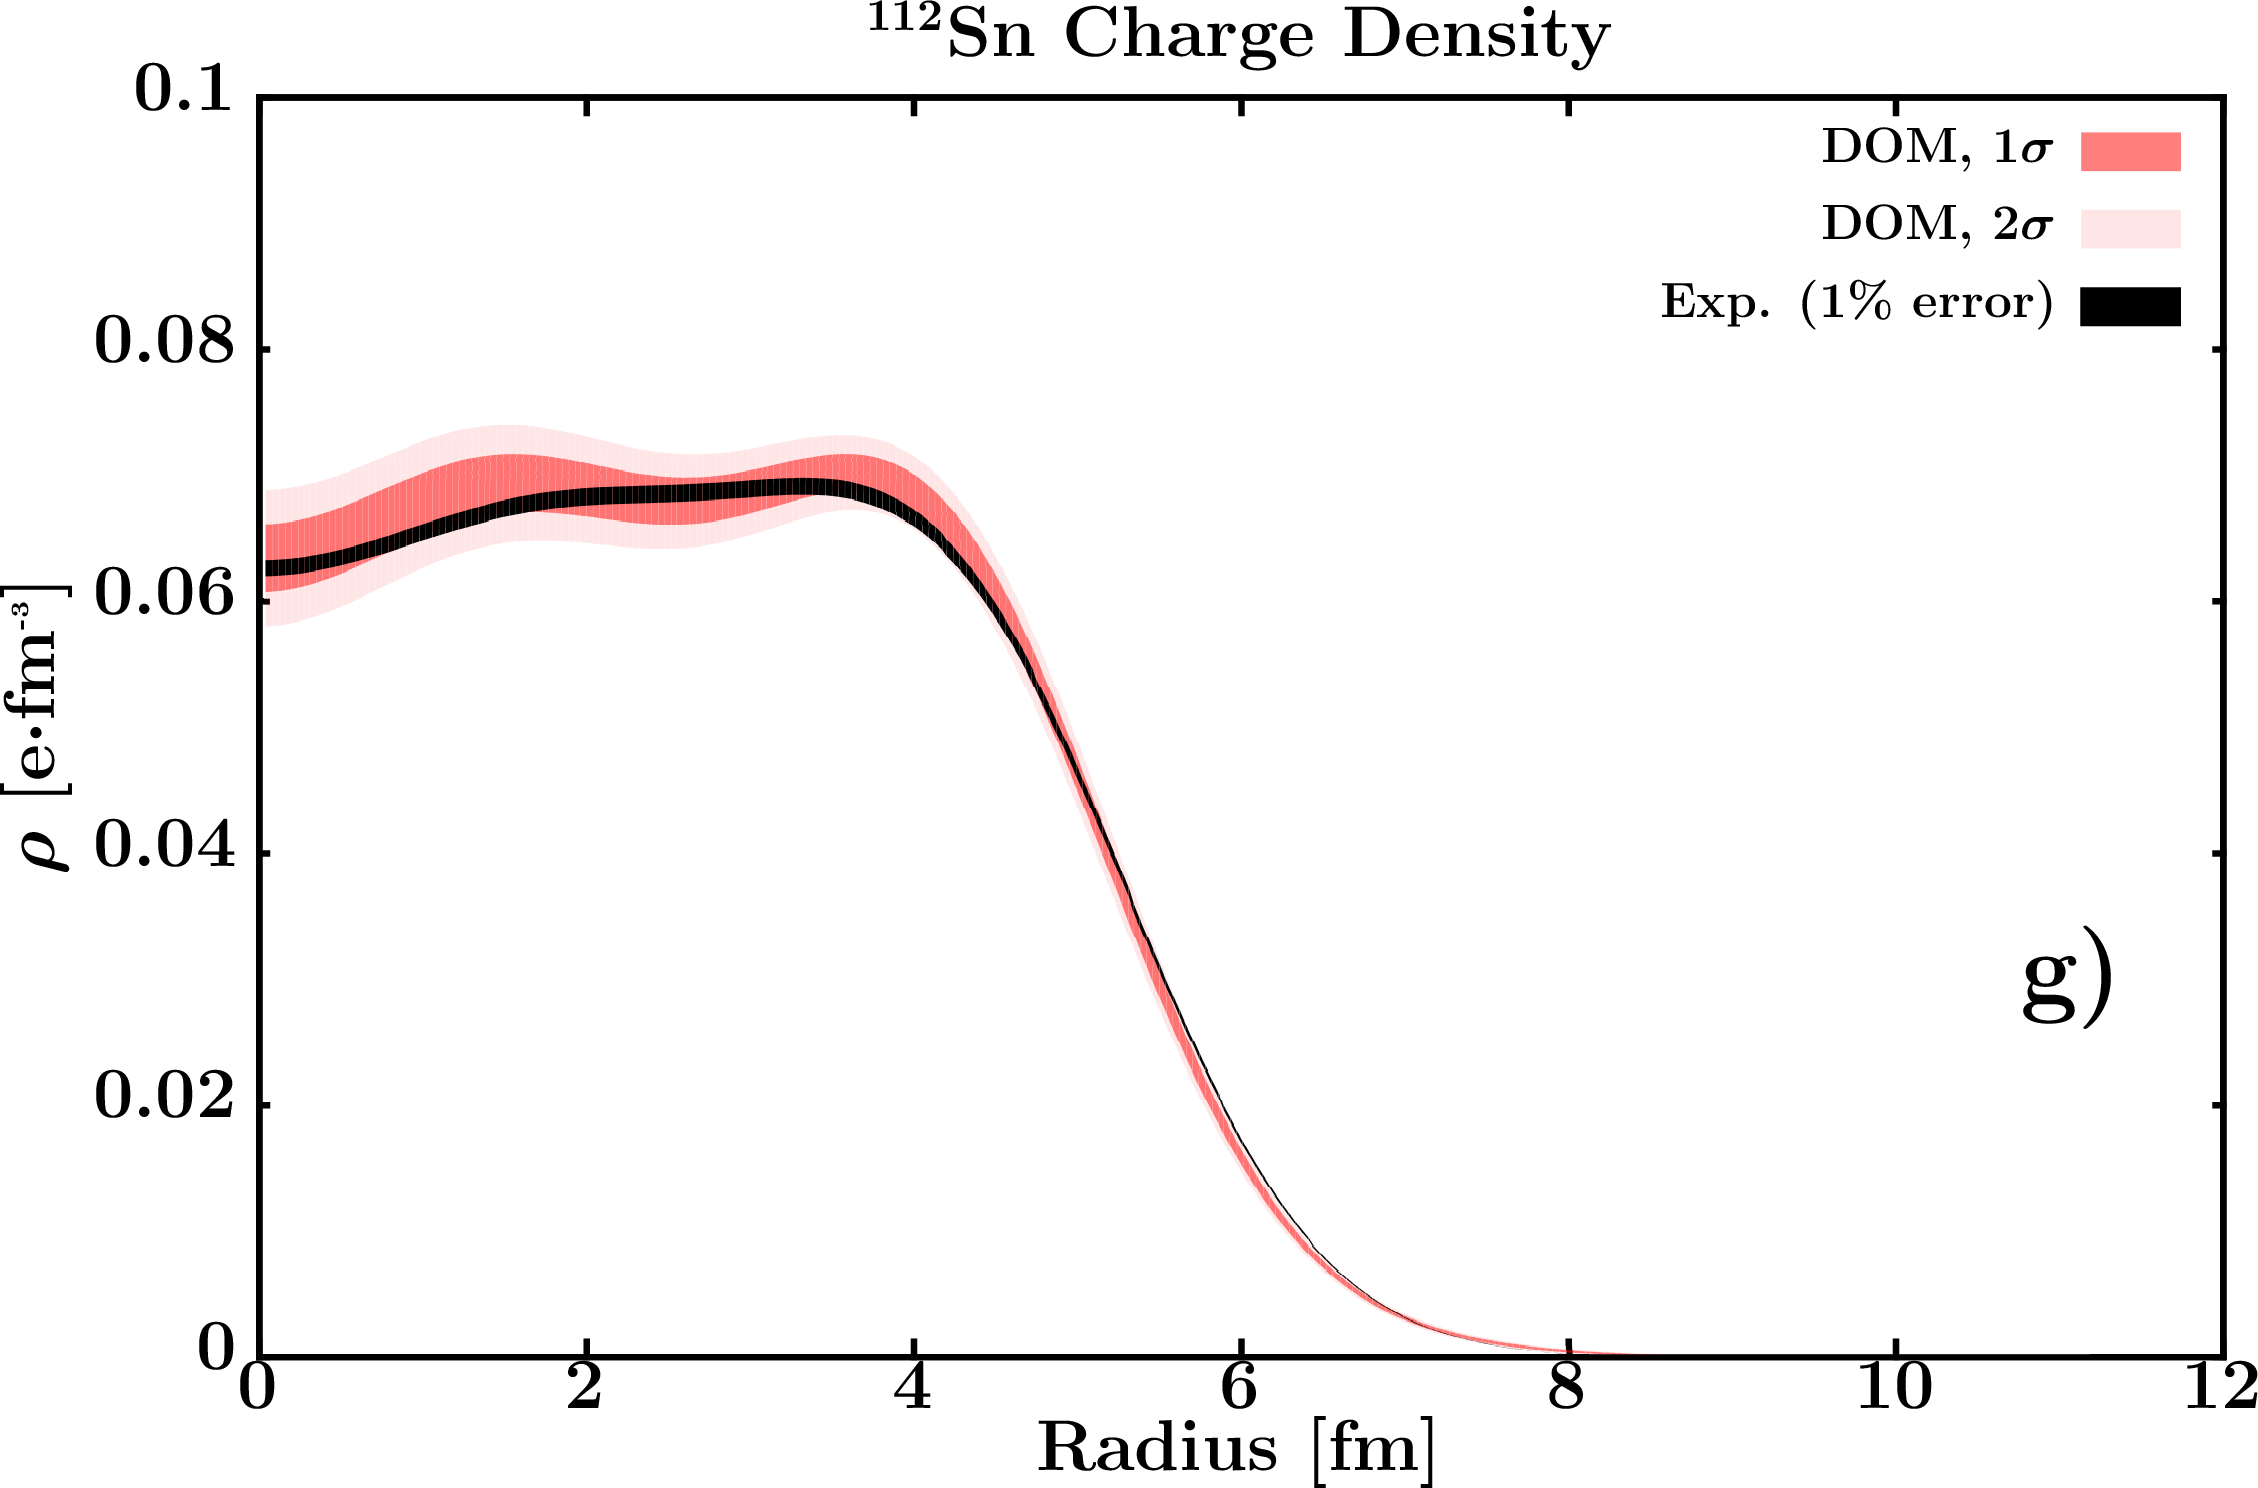 ¹¹²Sn Charge Density
DOM, 1σ
DOM, 2σ
Exp. (1% error)
0.1
0.08
0.06
0.04
0.02
0
ρ [e·fm⁻³]
g)
0 2 4 6 8 10 12
Radius [fm]